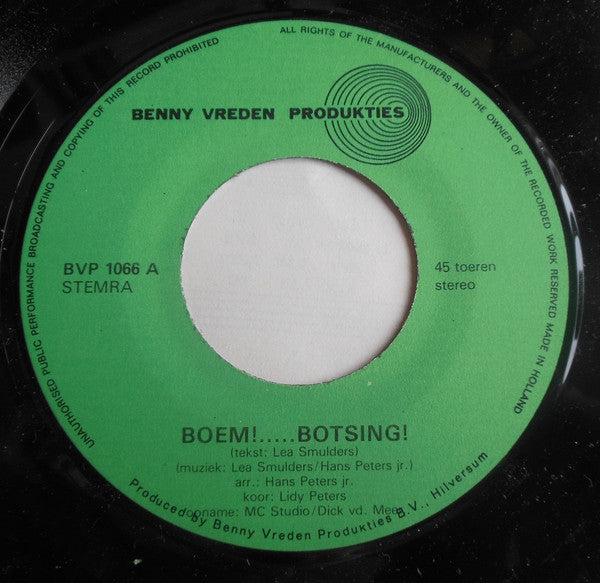 UNAUTHORISED PUBLIC PERFORMANCE BROADCASTING AND COPYING OF THIS RECORD PROHIBITED
ALL RIGHTS OF THE MANUFACTURERS AND THE OWNER OF THE RECORDED WORK RESERVED MADE IN HOLLAND
BENNY VREDEN PRODUKTIES
BVP 1066 A
STEMRA
45 toeren
stereo
BOEM!.....BOTSING!
(tekst: Lea Smulders)
(muziek: Lea Smulders/Hans Peters jr.)
arr.: Hans Peters jr.
koor: Lidy Peters
opname: MC Studio/Dick vd. Mee
Produced by Benny Vreden Produkties B.V., Hilversum